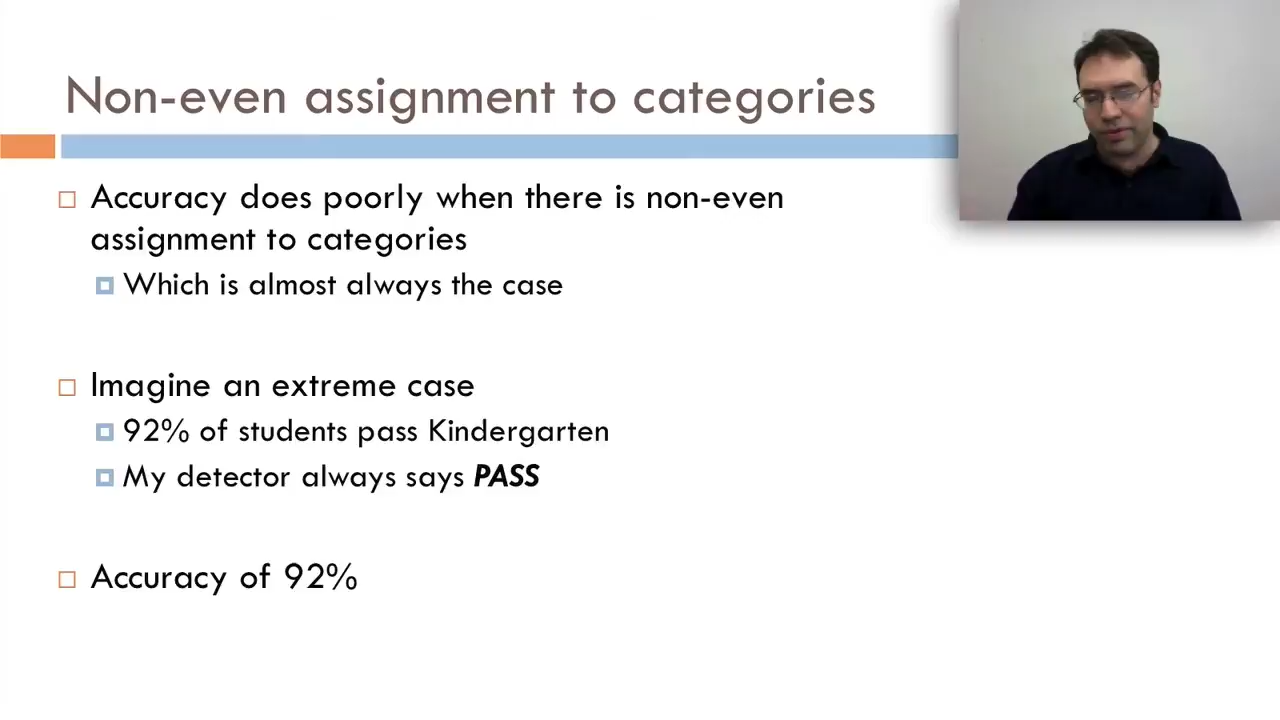 Non-even assignment to categories
Accuracy does poorly when there is non-even
assignment to categories
Which is almost always the case
Imagine an extreme case
92% of students pass Kindergarten
My detector always says PASS
Accuracy of 92%